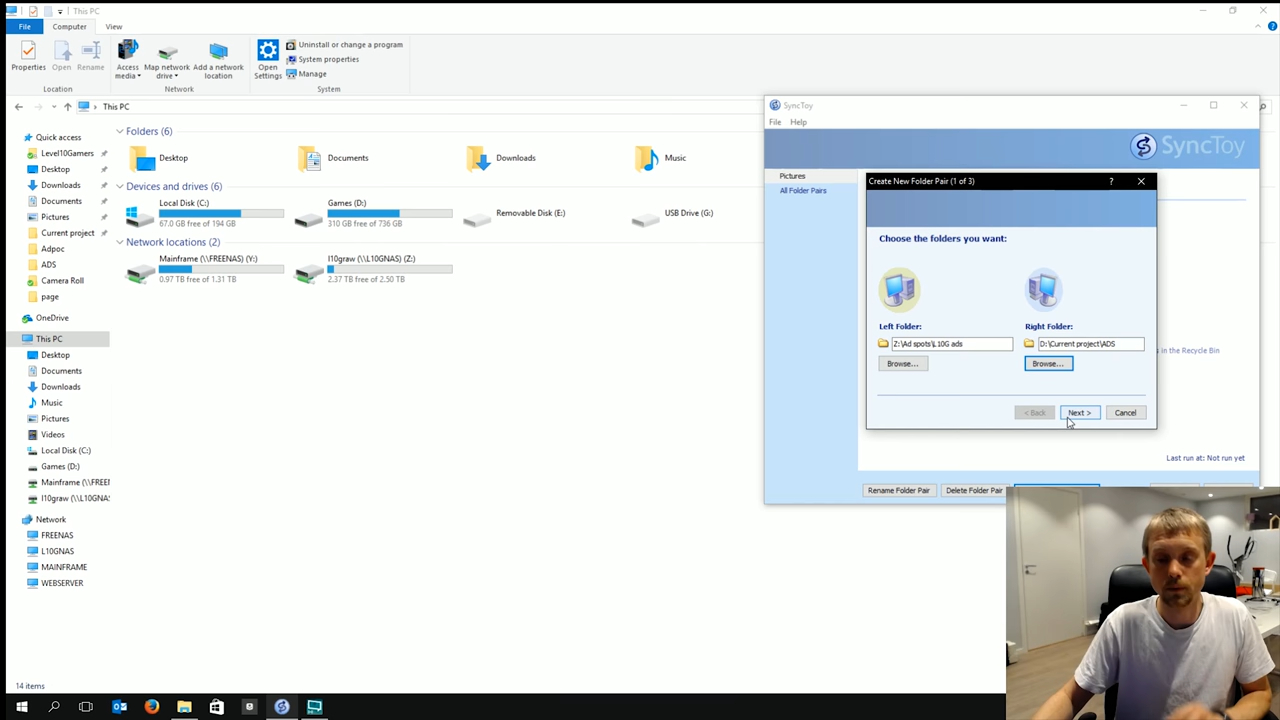 This PC
File
Computer
View
Properties
Open
Rename
Access media
Map network drive
Add a network location
Open Settings
Uninstall or change a program
System properties
Manage
Location
Network
System
This PC
Quick access
Level10Gamers
Desktop
Downloads
Documents
Pictures
Current project
Adpoc
ADS
Camera Roll
page
OneDrive
This PC
Desktop
Documents
Downloads
Music
Pictures
Videos
Local Disk (C:)
Games (D:)
Mainframe (\\FREE
l10graw (\\L10GNAS
Network
FREENAS
L10GNAS
MAINFRAME
WEBSERVER
14 items
Folders (6)
Desktop
Documents
Downloads
Music
Devices and drives (6)
Local Disk (C:)
67.0 GB free of 194 GB
Games (D:)
310 GB free of 736 GB
Removable Disk (E:)
USB Drive (G:)
Network locations (2)
Mainframe (\\FREENAS) (Y:)
0.97 TB free of 1.31 TB
l10graw (\\L10GNAS) (Z:)
2.37 TB free of 2.50 TB
SyncToy
File
Help
SyncToy
Pictures
All Folder Pairs
Create New Folder Pair (1 of 3)
?
Choose the folders you want:
Left Folder:
Right Folder:
Z:\Ad spots\L10G ads
D:\Current project\ADS
Browse...
Browse...
< Back
Next >
Cancel
s in the Recycle Bin
Last run at: Not run yet
Rename Folder Pair
Delete Folder Pair